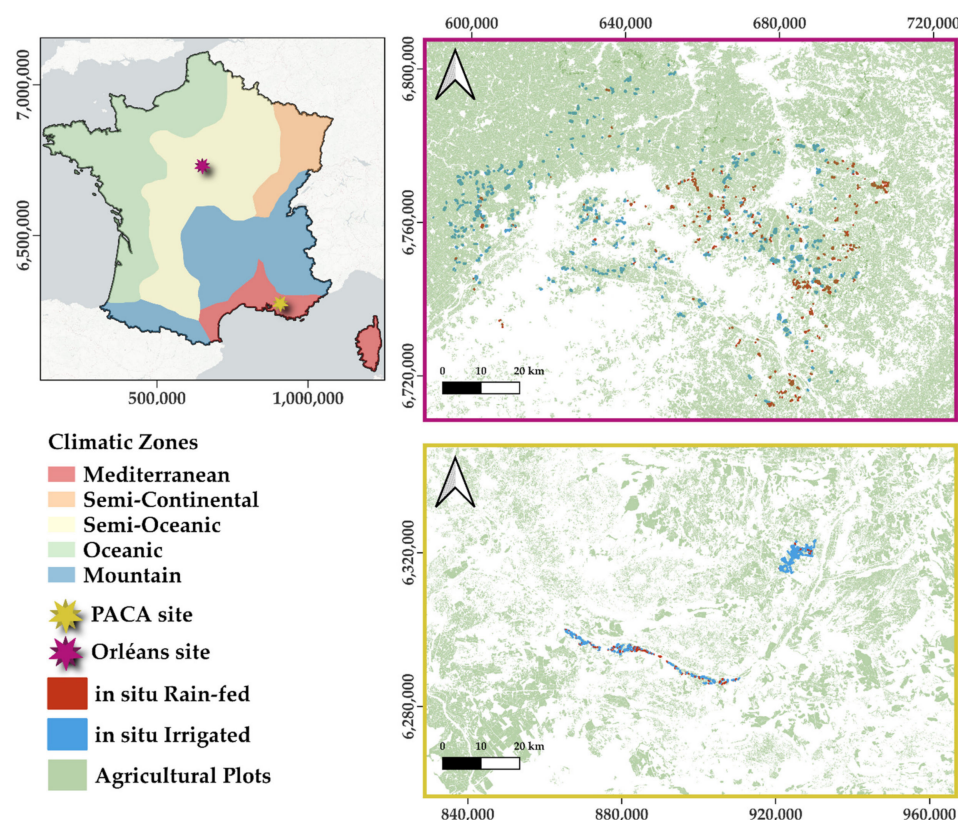 600,000
640,000
680,000
720,000
7,000,000
6,500,000
500,000
1,000,000
6,800,000
6,760,000
6,720,000
0
10
20 km
Climatic Zones
Mediterranean
Semi-Continental
Semi-Oceanic
Oceanic
Mountain
PACA site
Orléans site
in situ Rain-fed
in situ Irrigated
Agricultural Plots
6,320,000
6,280,000
0
10
20 km
840,000
880,000
920,000
960,000